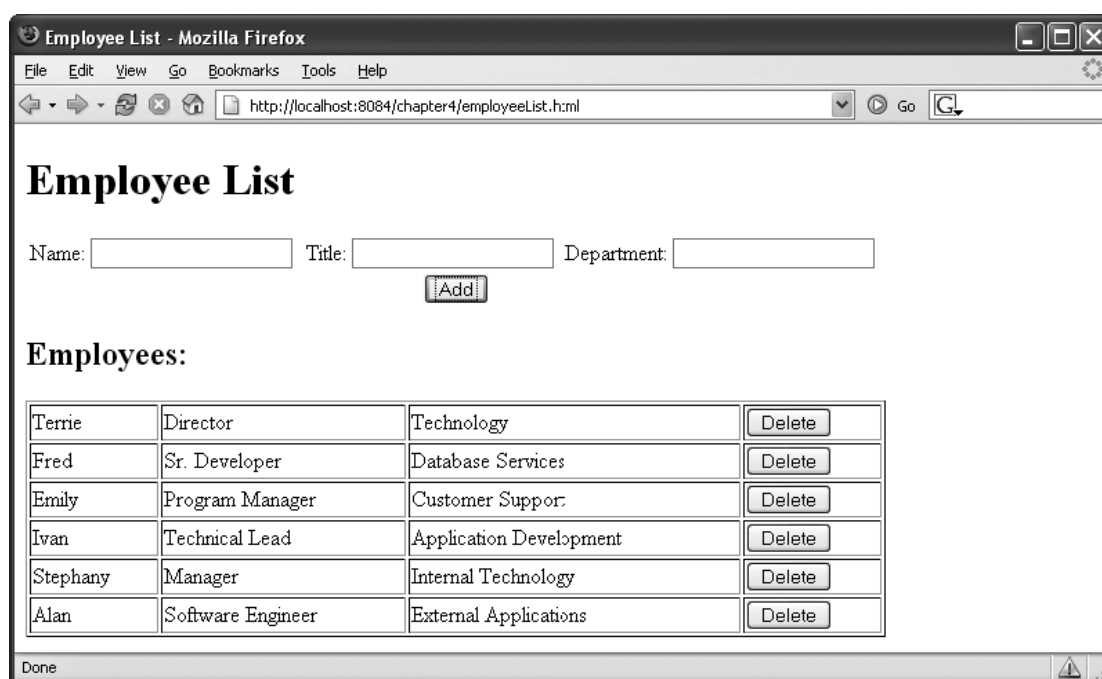 Employee List - Mozilla Firefox
File Edit View Go Bookmarks Tools Help
http://localhost:8084/chapter4/employeeList.html Go G
Employee List
Name: Title: Department:
Add
Employees:
Terrie Director Technology Delete
Fred Sr. Developer Database Services Delete
Emily Program Manager Customer Support Delete
Ivan Technical Lead Application Development Delete
Stephany Manager Internal Technology Delete
Alan Software Engineer External Applications Delete
Done